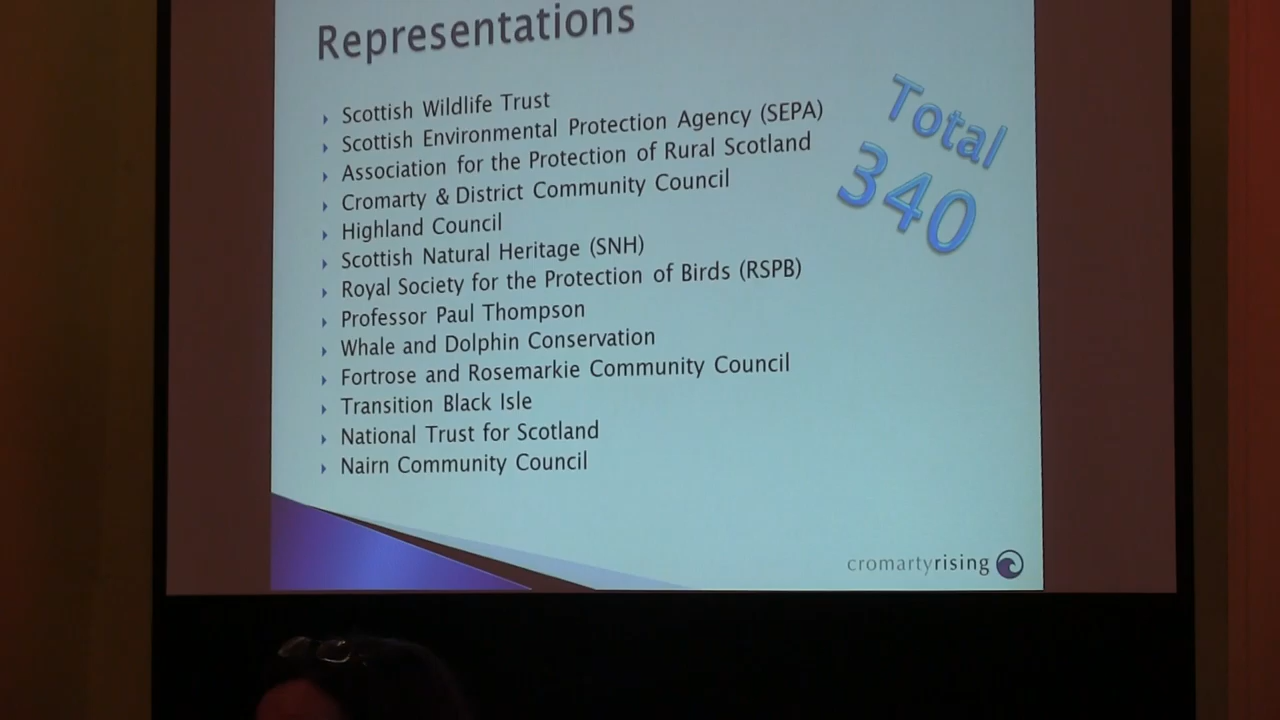 Representations
Scottish Wildlife Trust
Scottish Environmental Protection Agency (SEPA)
Association for the Protection of Rural Scotland
Cromarty & District Community Council
Highland Council
Scottish Natural Heritage (SNH)
Royal Society for the Protection of Birds (RSPB)
Professor Paul Thompson
Whale and Dolphin Conservation
Fortrose and Rosemarkie Community Council
Transition Black Isle
National Trust for Scotland
Nairn Community Council
Total
340
cromartyrising